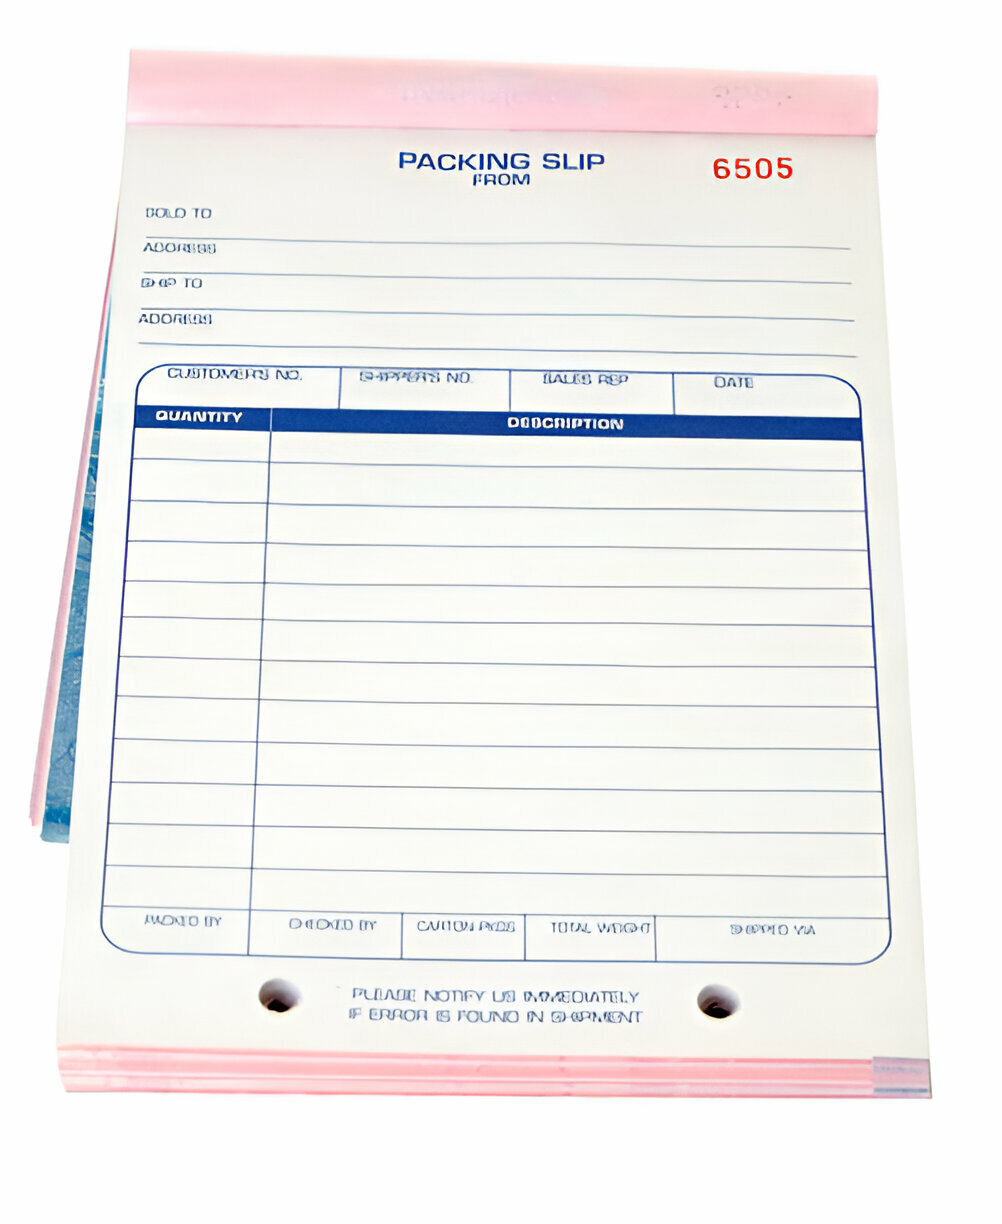 PACKING SLIP
FROM
6505
SOLD TO
ADDRESS
SHIP TO
ADDRESS
CUSTOMER'S NO. SHIPPER'S NO. SALES REP DATE
QUANTITY DESCRIPTION
PACKED BY CHECKED BY CARTON PKGS TOTAL WEIGHT SHIPPED VIA
PLEASE NOTIFY US IMMEDIATELY
IF ERROR IS FOUND IN SHIPMENT